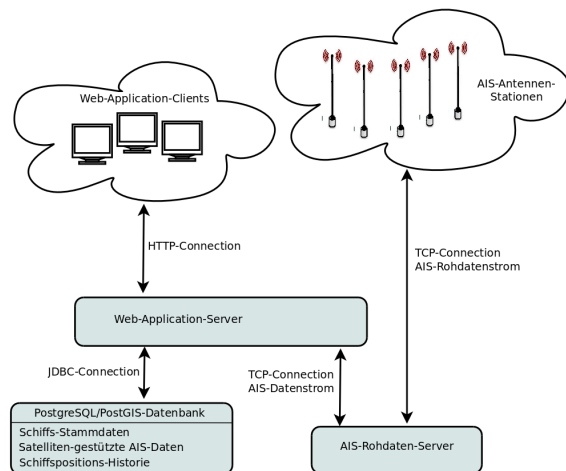 Web-Application-Clients
AIS-Antennen-
Stationen
HTTP-Connection
TCP-Connection
AIS-Rohdatenstrom
Web-Application-Server
JDBC-Connection
TCP-Connection
AIS-Datenstrom
PostgreSQL/PostGIS-Datenbank
Schiffs-Stammdaten
Satelliten-gestützte AIS-Daten
Schiffspositions-Historie
AIS-Rohdaten-Server